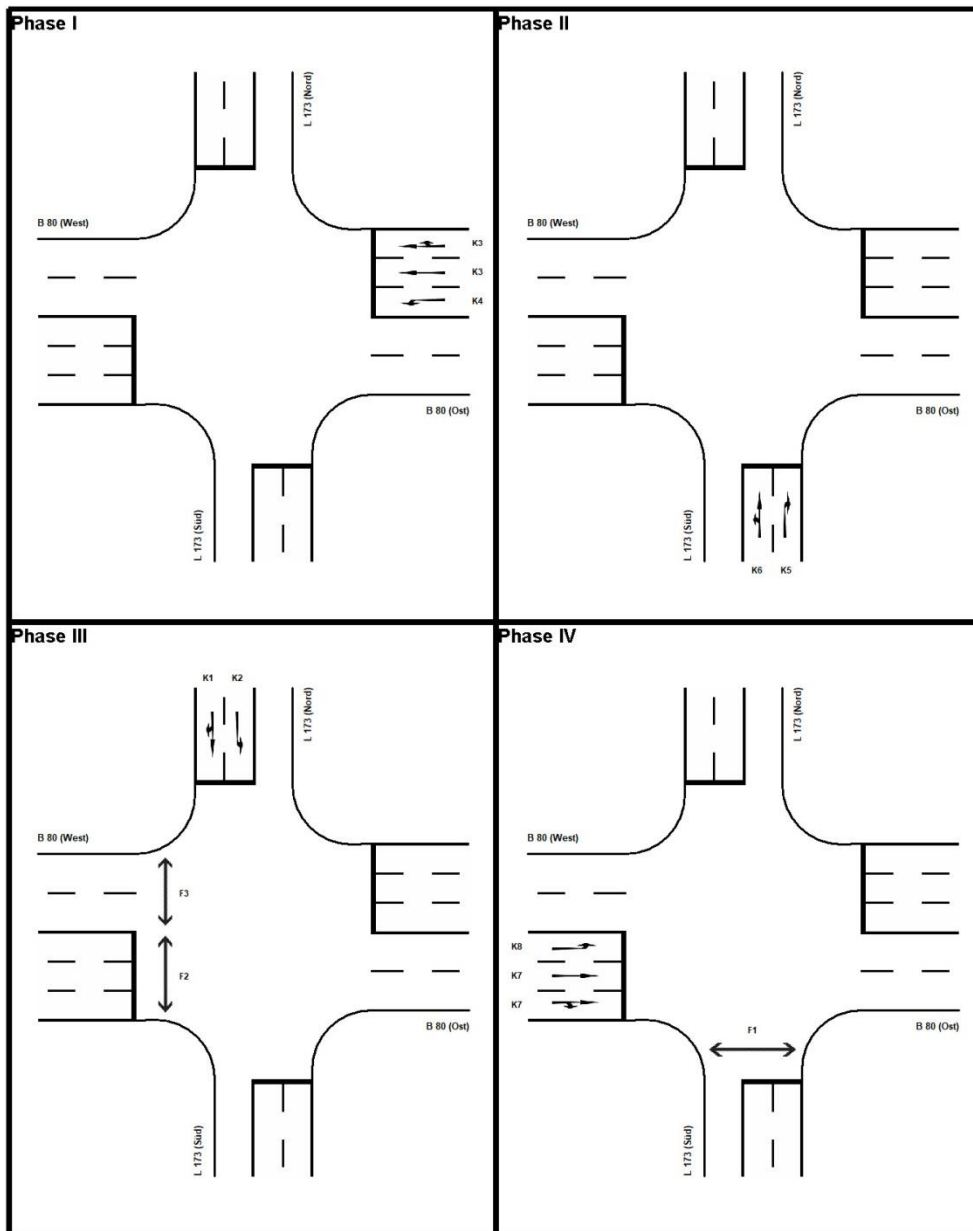 Phase I
L 173 (Nord)
B 80 (West)
K3
K3
K4
B 80 (Ost)
L 173 (Süd)
Phase II
L 173 (Nord)
B 80 (West)
B 80 (Ost)
L 173 (Süd)
K6 K5
Phase III
K1 K2
L 173 (Nord)
B 80 (West)
F3
F2
B 80 (Ost)
L 173 (Süd)
Phase IV
L 173 (Nord)
B 80 (West)
K8
K7
K7
B 80 (Ost)
F1
L 173 (Süd)